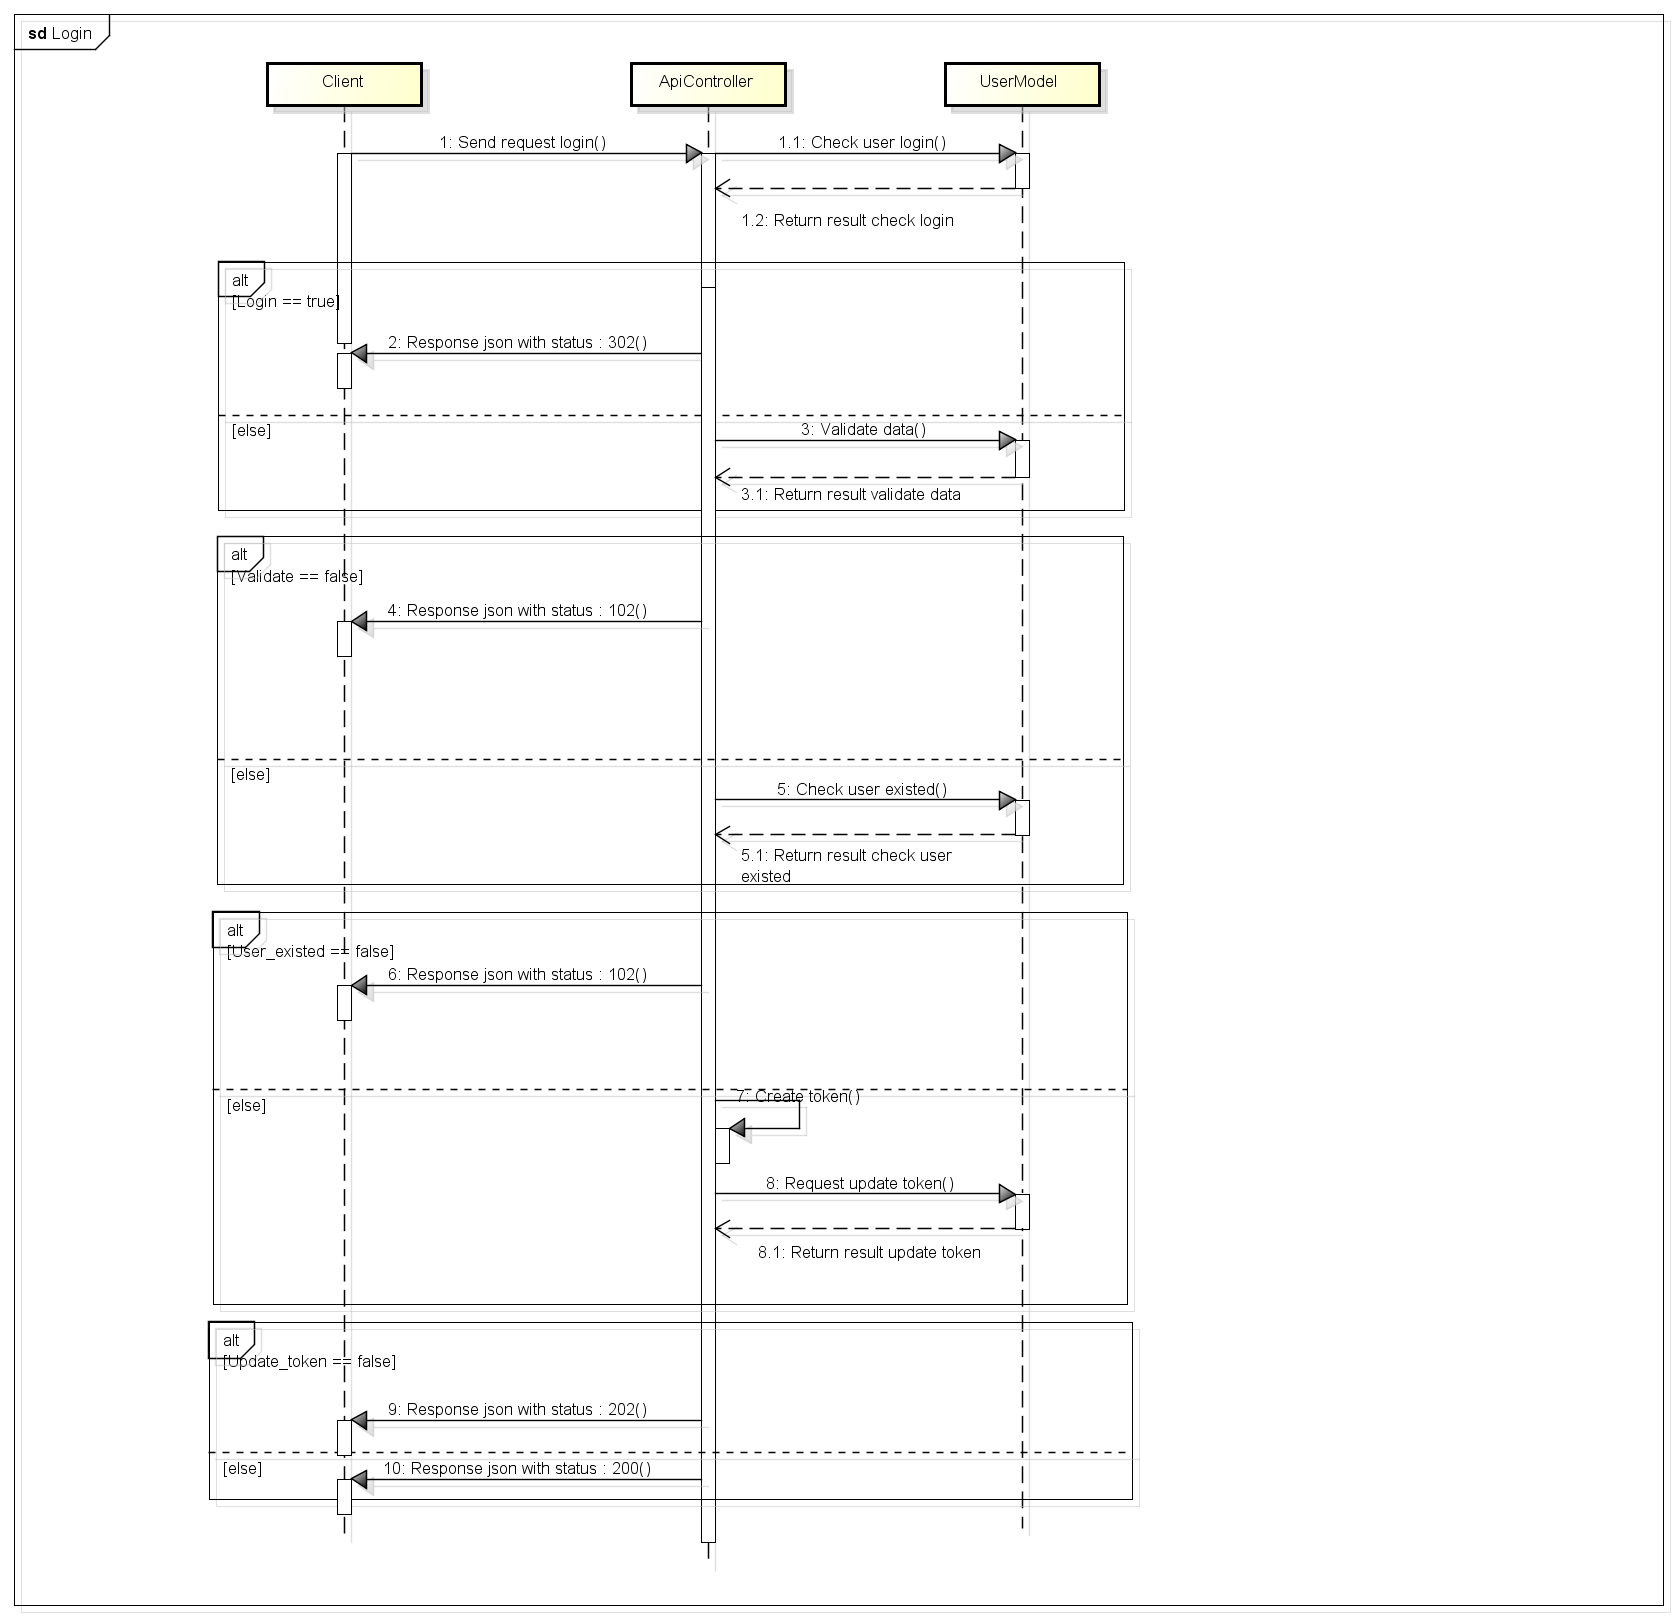 sd Login
Client
ApiController
UserModel
1: Send request login()
1.1: Check user login()
1.2: Return result check login
alt
[Login == true]
2: Response json with status : 302()
[else]
3: Validate data()
3.1: Return result validate data
alt
[Validate == false]
4: Response json with status : 102()
[else]
5: Check user existed()
5.1: Return result check user
existed
alt
[User_existed == false]
6: Response json with status : 102()
[else]
7: Create token()
8: Request update token()
8.1: Return result update token
alt
[Update_token == false]
9: Response json with status : 202()
[else]
10: Response json with status : 200()